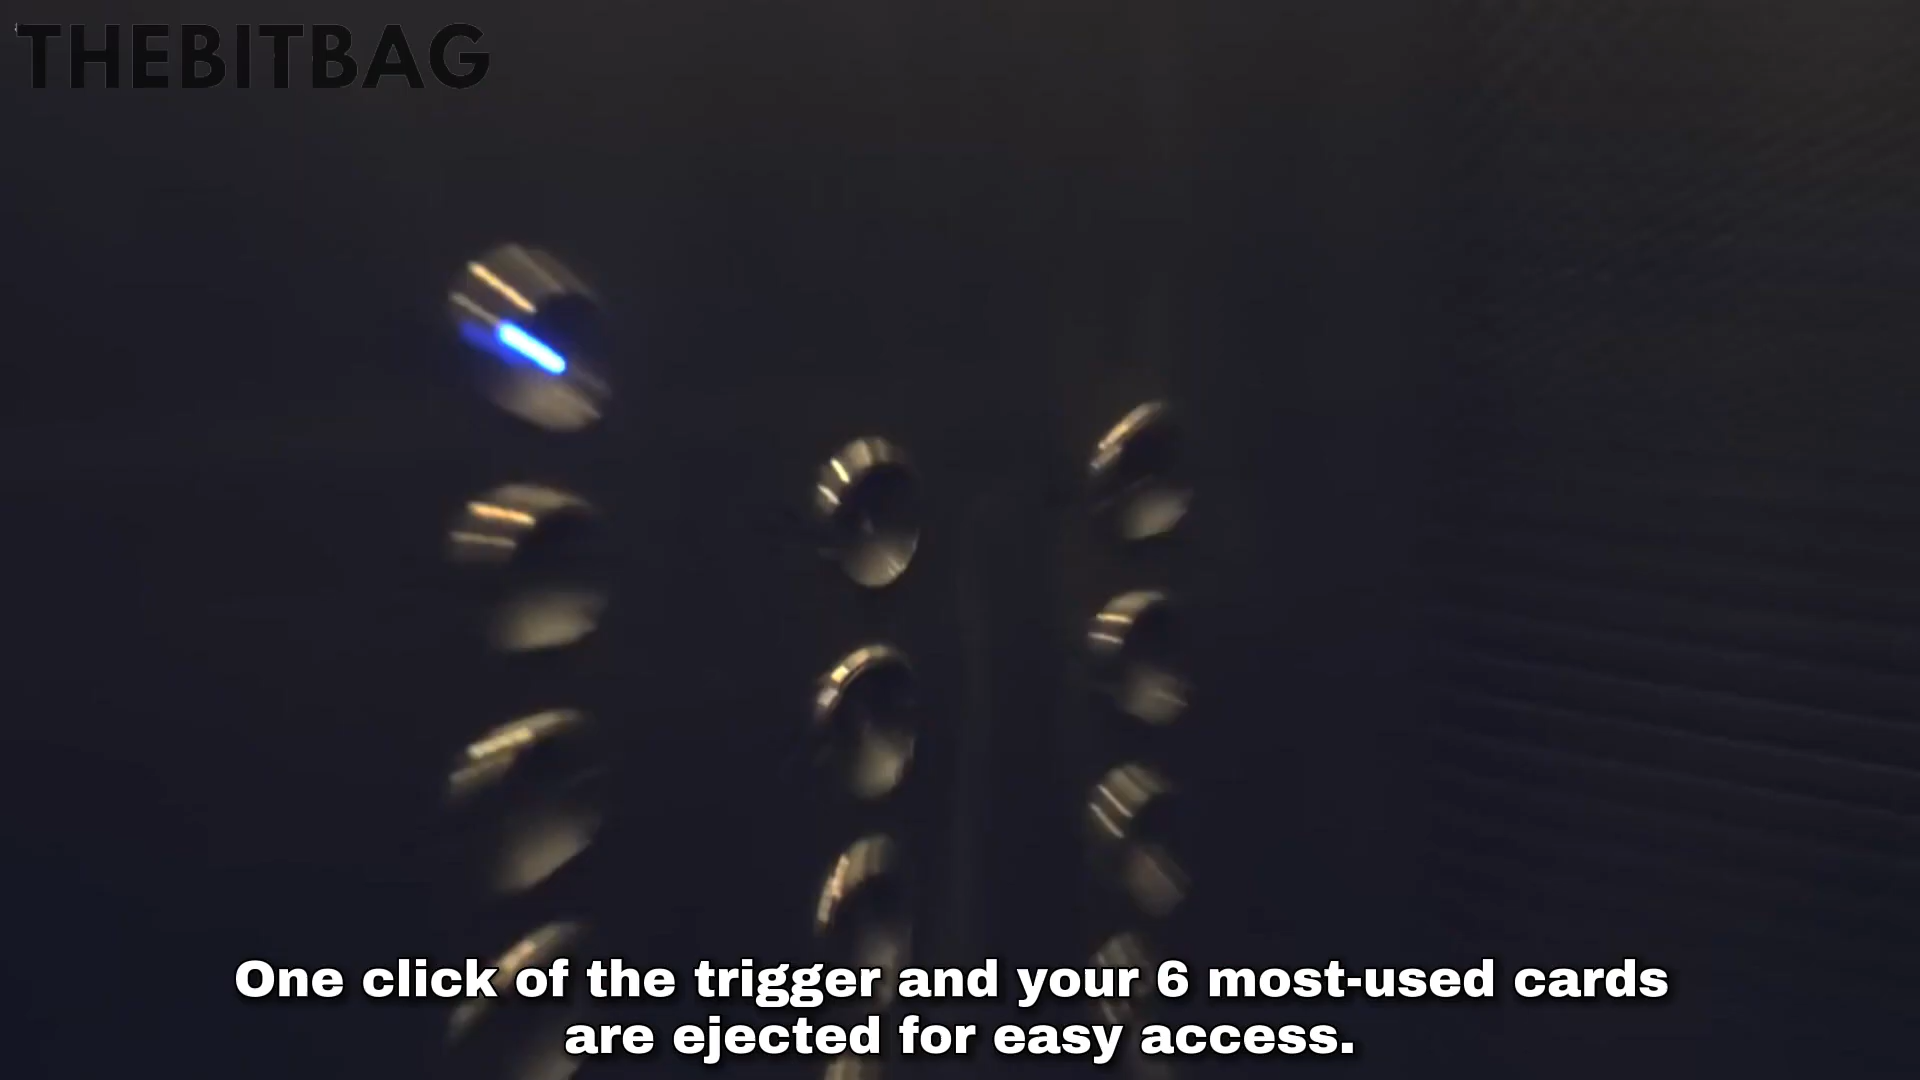 THEBITBAG
One click of the trigger and your 6 most-used cards
are ejected for easy access.